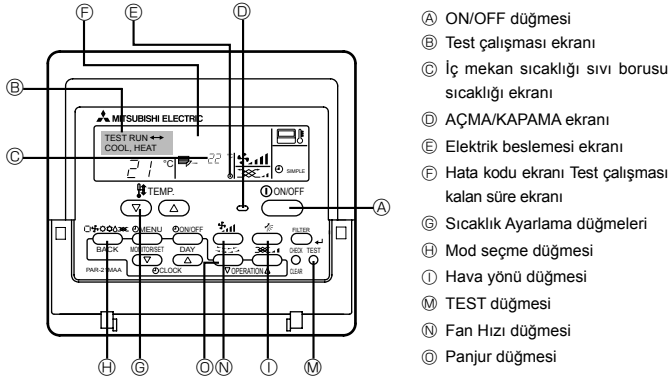 Ⓕ Ⓔ Ⓓ
Ⓑ
Ⓒ
Ⓐ
MITSUBISHI ELECTRIC
TEST RUN ↔
COOL, HEAT
21 °C
22 °C
SIMPLE
TEMP.
ON/OFF
MENU
ON/OFF
FILTER
BACK
MONITOR/SET
DAY
CHECK TEST
PAR-21MAA
CLOCK
▽ OPERATION △
CLEAR
Ⓗ Ⓖ Ⓞ Ⓝ Ⓘ Ⓜ
Ⓐ ON/OFF düğmesi
Ⓑ Test çalışması ekranı
Ⓒ İç mekan sıcaklığı sıvı borusu
sıcaklığı ekranı
Ⓓ AÇMA/KAPAMA ekranı
Ⓔ Elektrik beslemesi ekranı
Ⓕ Hata kodu ekranı Test çalışması
kalan süre ekranı
Ⓖ Sıcaklık Ayarlama düğmeleri
Ⓗ Mod seçme düğmesi
Ⓘ Hava yönü düğmesi
Ⓜ TEST düğmesi
Ⓝ Fan Hızı düğmesi
Ⓞ Panjur düğmesi